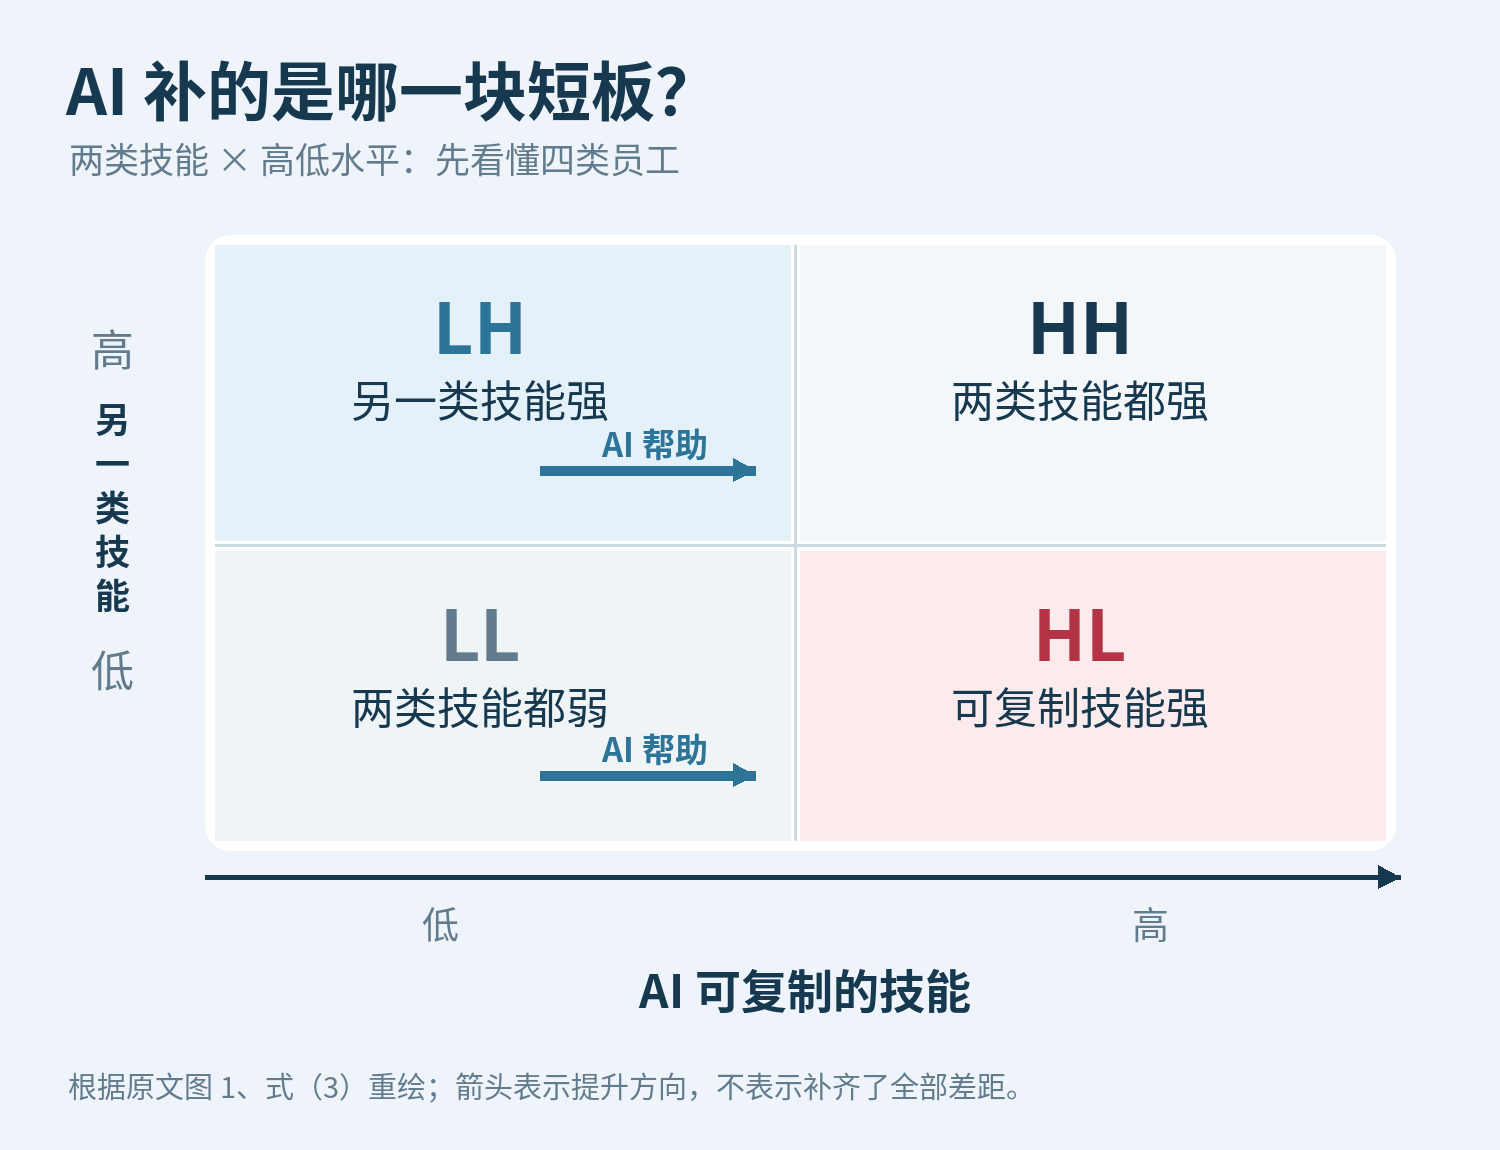 AI 补的是哪一块短板？
两类技能 × 高低水平：先看懂四类员工
高
另一类技能
低
LH
另一类技能强
AI 帮助
HH
两类技能都强
LL
两类技能都弱
AI 帮助
HL
可复制技能强
低
高
AI 可复制的技能
根据原文图 1、式（3）重绘；箭头表示提升方向，不表示补齐了全部差距。